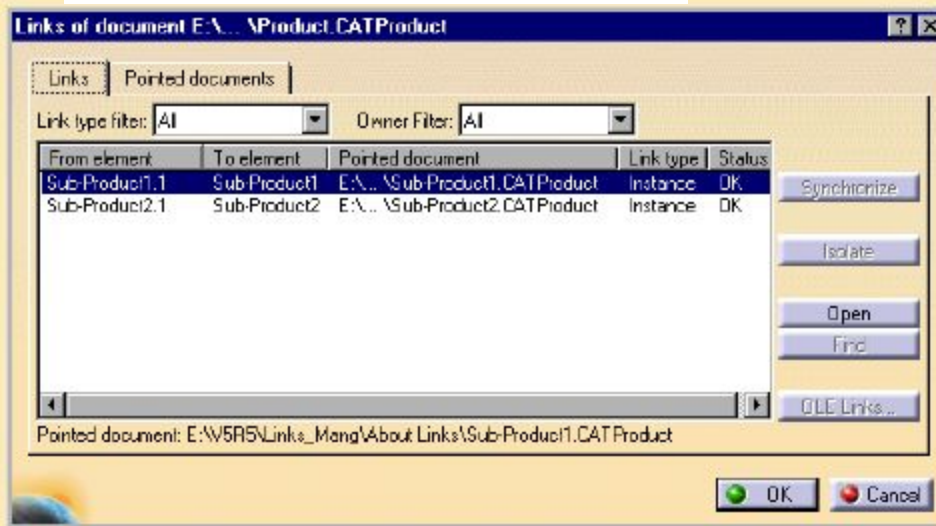 Links of document E:\... \Product.CATProduct
Links Pointed documents
Link type filter: All Owner Filter: All
From element To element Pointed document Link type Status
Sub-Product1.1 Sub-Product1 E:\... \Sub-Product1.CATProduct Instance OK
Sub-Product2.1 Sub-Product2 E:\... \Sub-Product2.CATProduct Instance OK
Synchronize
Isolate
Open
Find
OLE Links...
Pointed document: E:\V5R5\Links_Mang\About Links\Sub-Product1.CATProduct
OK Cancel